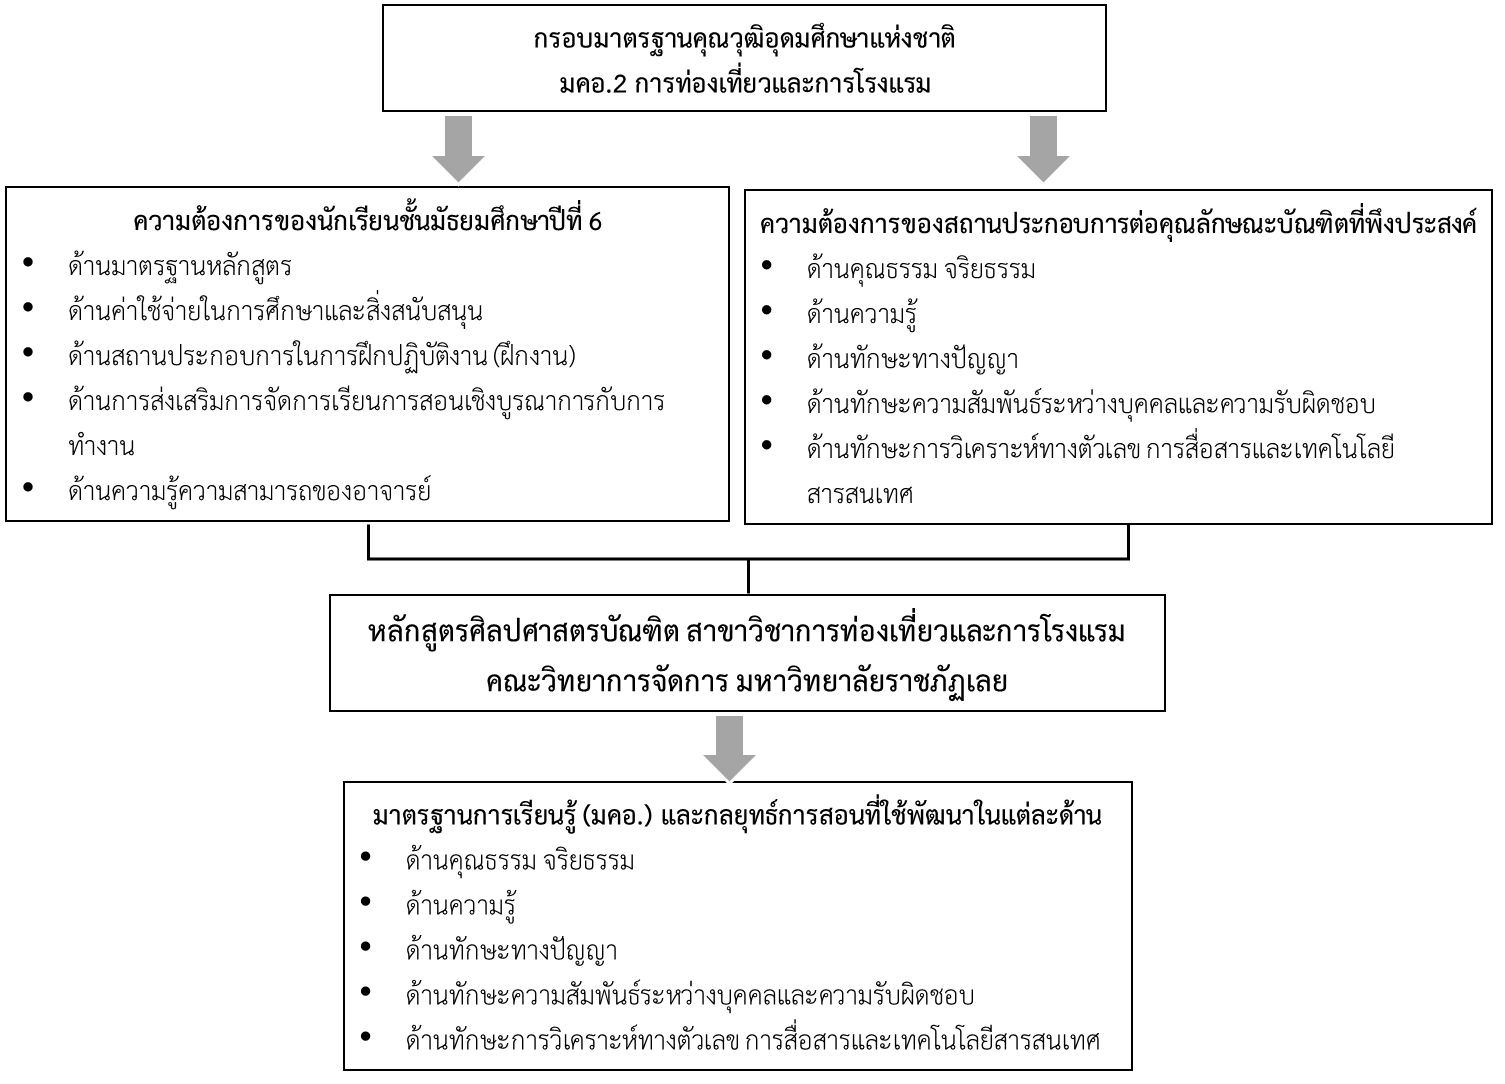 กรอบมาตรฐานคุณวุฒิอุดมศึกษาแห่งชาติ
มคอ.2 การท่องเที่ยวและการโรงแรม
ความต้องการของนักเรียนชั้นมัธยมศึกษาปีที่ 6
• ด้านมาตรฐานหลักสูตร
• ด้านค่าใช้จ่ายในการศึกษาและสิ่งสนับสนุน
• ด้านสถานประกอบการในการฝึกปฏิบัติงาน (ฝึกงาน)
• ด้านการส่งเสริมการจัดการเรียนการสอนเชิงบูรณาการกับการ
ทำงาน
• ด้านความรู้ความสามารถของอาจารย์
ความต้องการของสถานประกอบการต่อคุณลักษณะบัณฑิตที่พึงประสงค์
• ด้านคุณธรรม จริยธรรม
• ด้านความรู้
• ด้านทักษะทางปัญญา
• ด้านทักษะความสัมพันธ์ระหว่างบุคคลและความรับผิดชอบ
• ด้านทักษะการวิเคราะห์ทางตัวเลข การสื่อสารและเทคโนโลยี
สารสนเทศ
หลักสูตรศิลปศาสตรบัณฑิต สาขาวิชาการท่องเที่ยวและการโรงแรม
คณะวิทยาการจัดการ มหาวิทยาลัยราชภัฏเลย
มาตรฐานการเรียนรู้ (มคอ.) และกลยุทธ์การสอนที่ใช้พัฒนาในแต่ละด้าน
• ด้านคุณธรรม จริยธรรม
• ด้านความรู้
• ด้านทักษะทางปัญญา
• ด้านทักษะความสัมพันธ์ระหว่างบุคคลและความรับผิดชอบ
• ด้านทักษะการวิเคราะห์ทางตัวเลข การสื่อสารและเทคโนโลยีสารสนเทศ